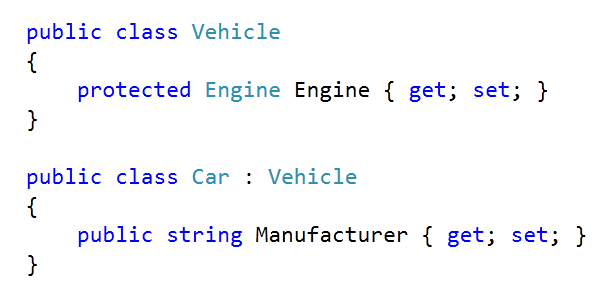 public class Vehicle
{
    protected Engine Engine { get; set; }
}

public class Car : Vehicle
{
    public string Manufacturer { get; set; }
}